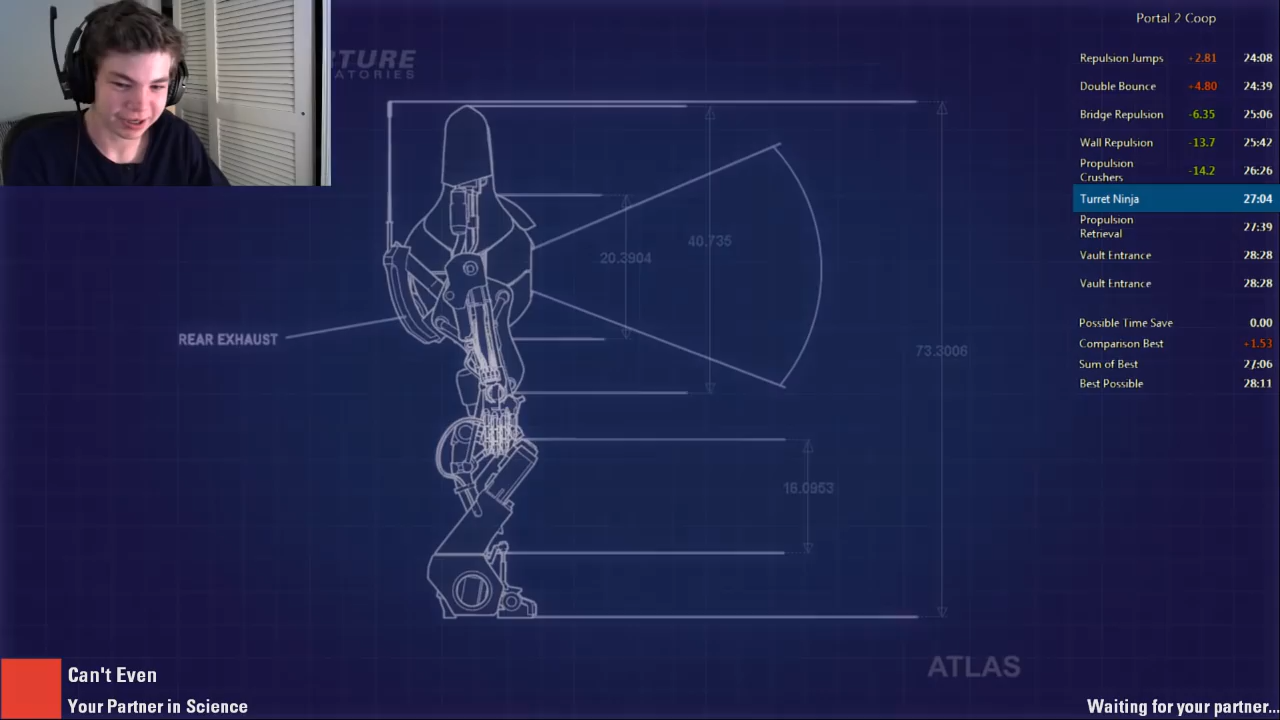 RTURE
ATORIES
Portal 2 Coop
Repulsion Jumps +2.81 24:08
Double Bounce +4.80 24:39
Bridge Repulsion -6.35 25:06
Wall Repulsion -13.7 25:42
Propulsion
Crushers -14.2 26:26
Turret Ninja 27:04
Propulsion
Retrieval 27:39
Vault Entrance 28:28
Vault Entrance 28:28
Possible Time Save 0.00
Comparison Best +1.53
Sum of Best 27:06
Best Possible 28:11
40.735
20.3904
REAR EXHAUST
73.3006
16.0953
ATLAS
Can't Even
Your Partner in Science
Waiting for your partner...